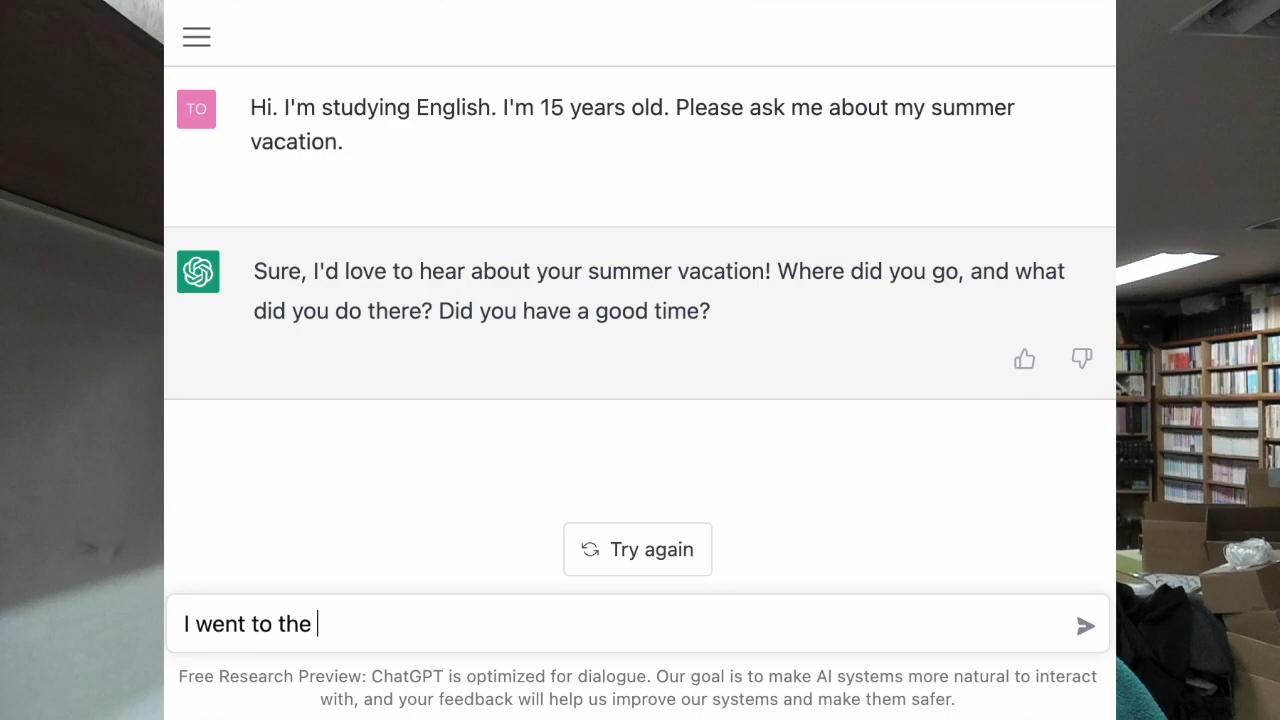 TO
Hi. I'm studying English. I'm 15 years old. Please ask me about my summer
vacation.
Sure, I'd love to hear about your summer vacation! Where did you go, and what
did you do there? Did you have a good time?
Try again
I went to the
Free Research Preview: ChatGPT is optimized for dialogue. Our goal is to make AI systems more natural to interact
with, and your feedback will help us improve our systems and make them safer.